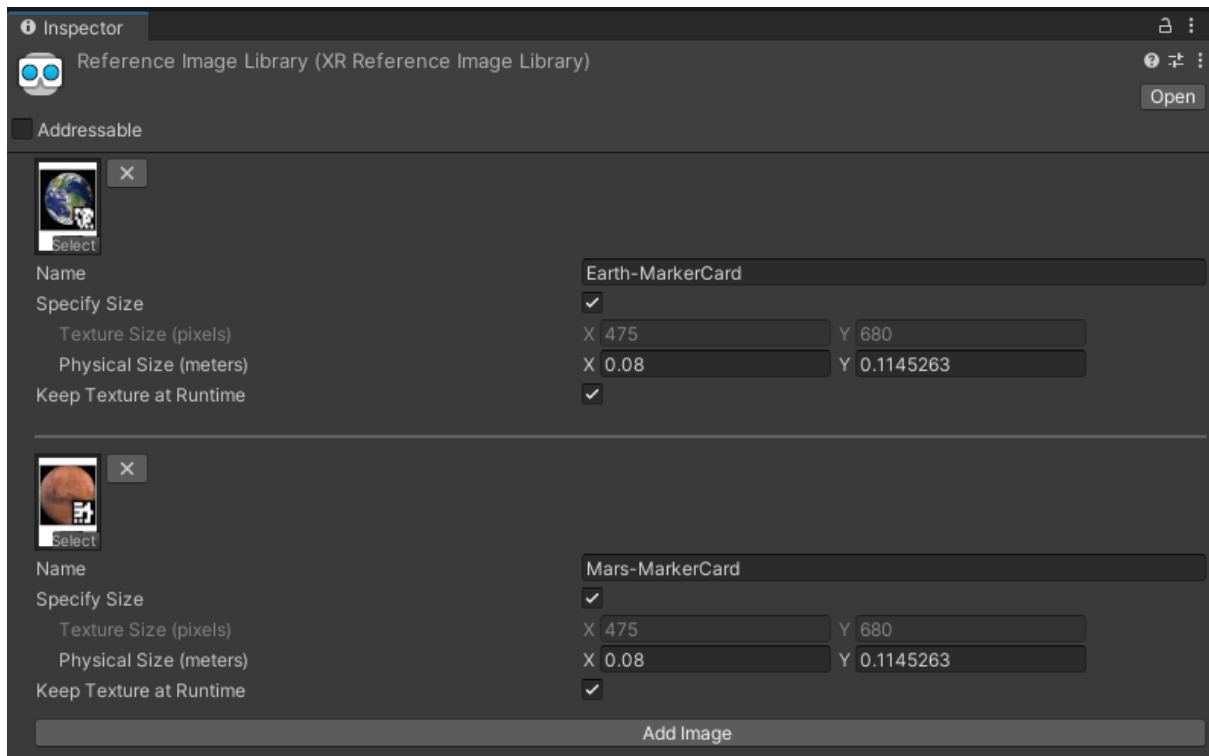 Inspector
Reference Image Library (XR Reference Image Library)
Open
Addressable
Select
Name Earth-MarkerCard
Specify Size
Texture Size (pixels) X 475 Y 680
Physical Size (meters) X 0.08 Y 0.1145263
Keep Texture at Runtime
Select
Name Mars-MarkerCard
Specify Size
Texture Size (pixels) X 475 Y 680
Physical Size (meters) X 0.08 Y 0.1145263
Keep Texture at Runtime
Add Image